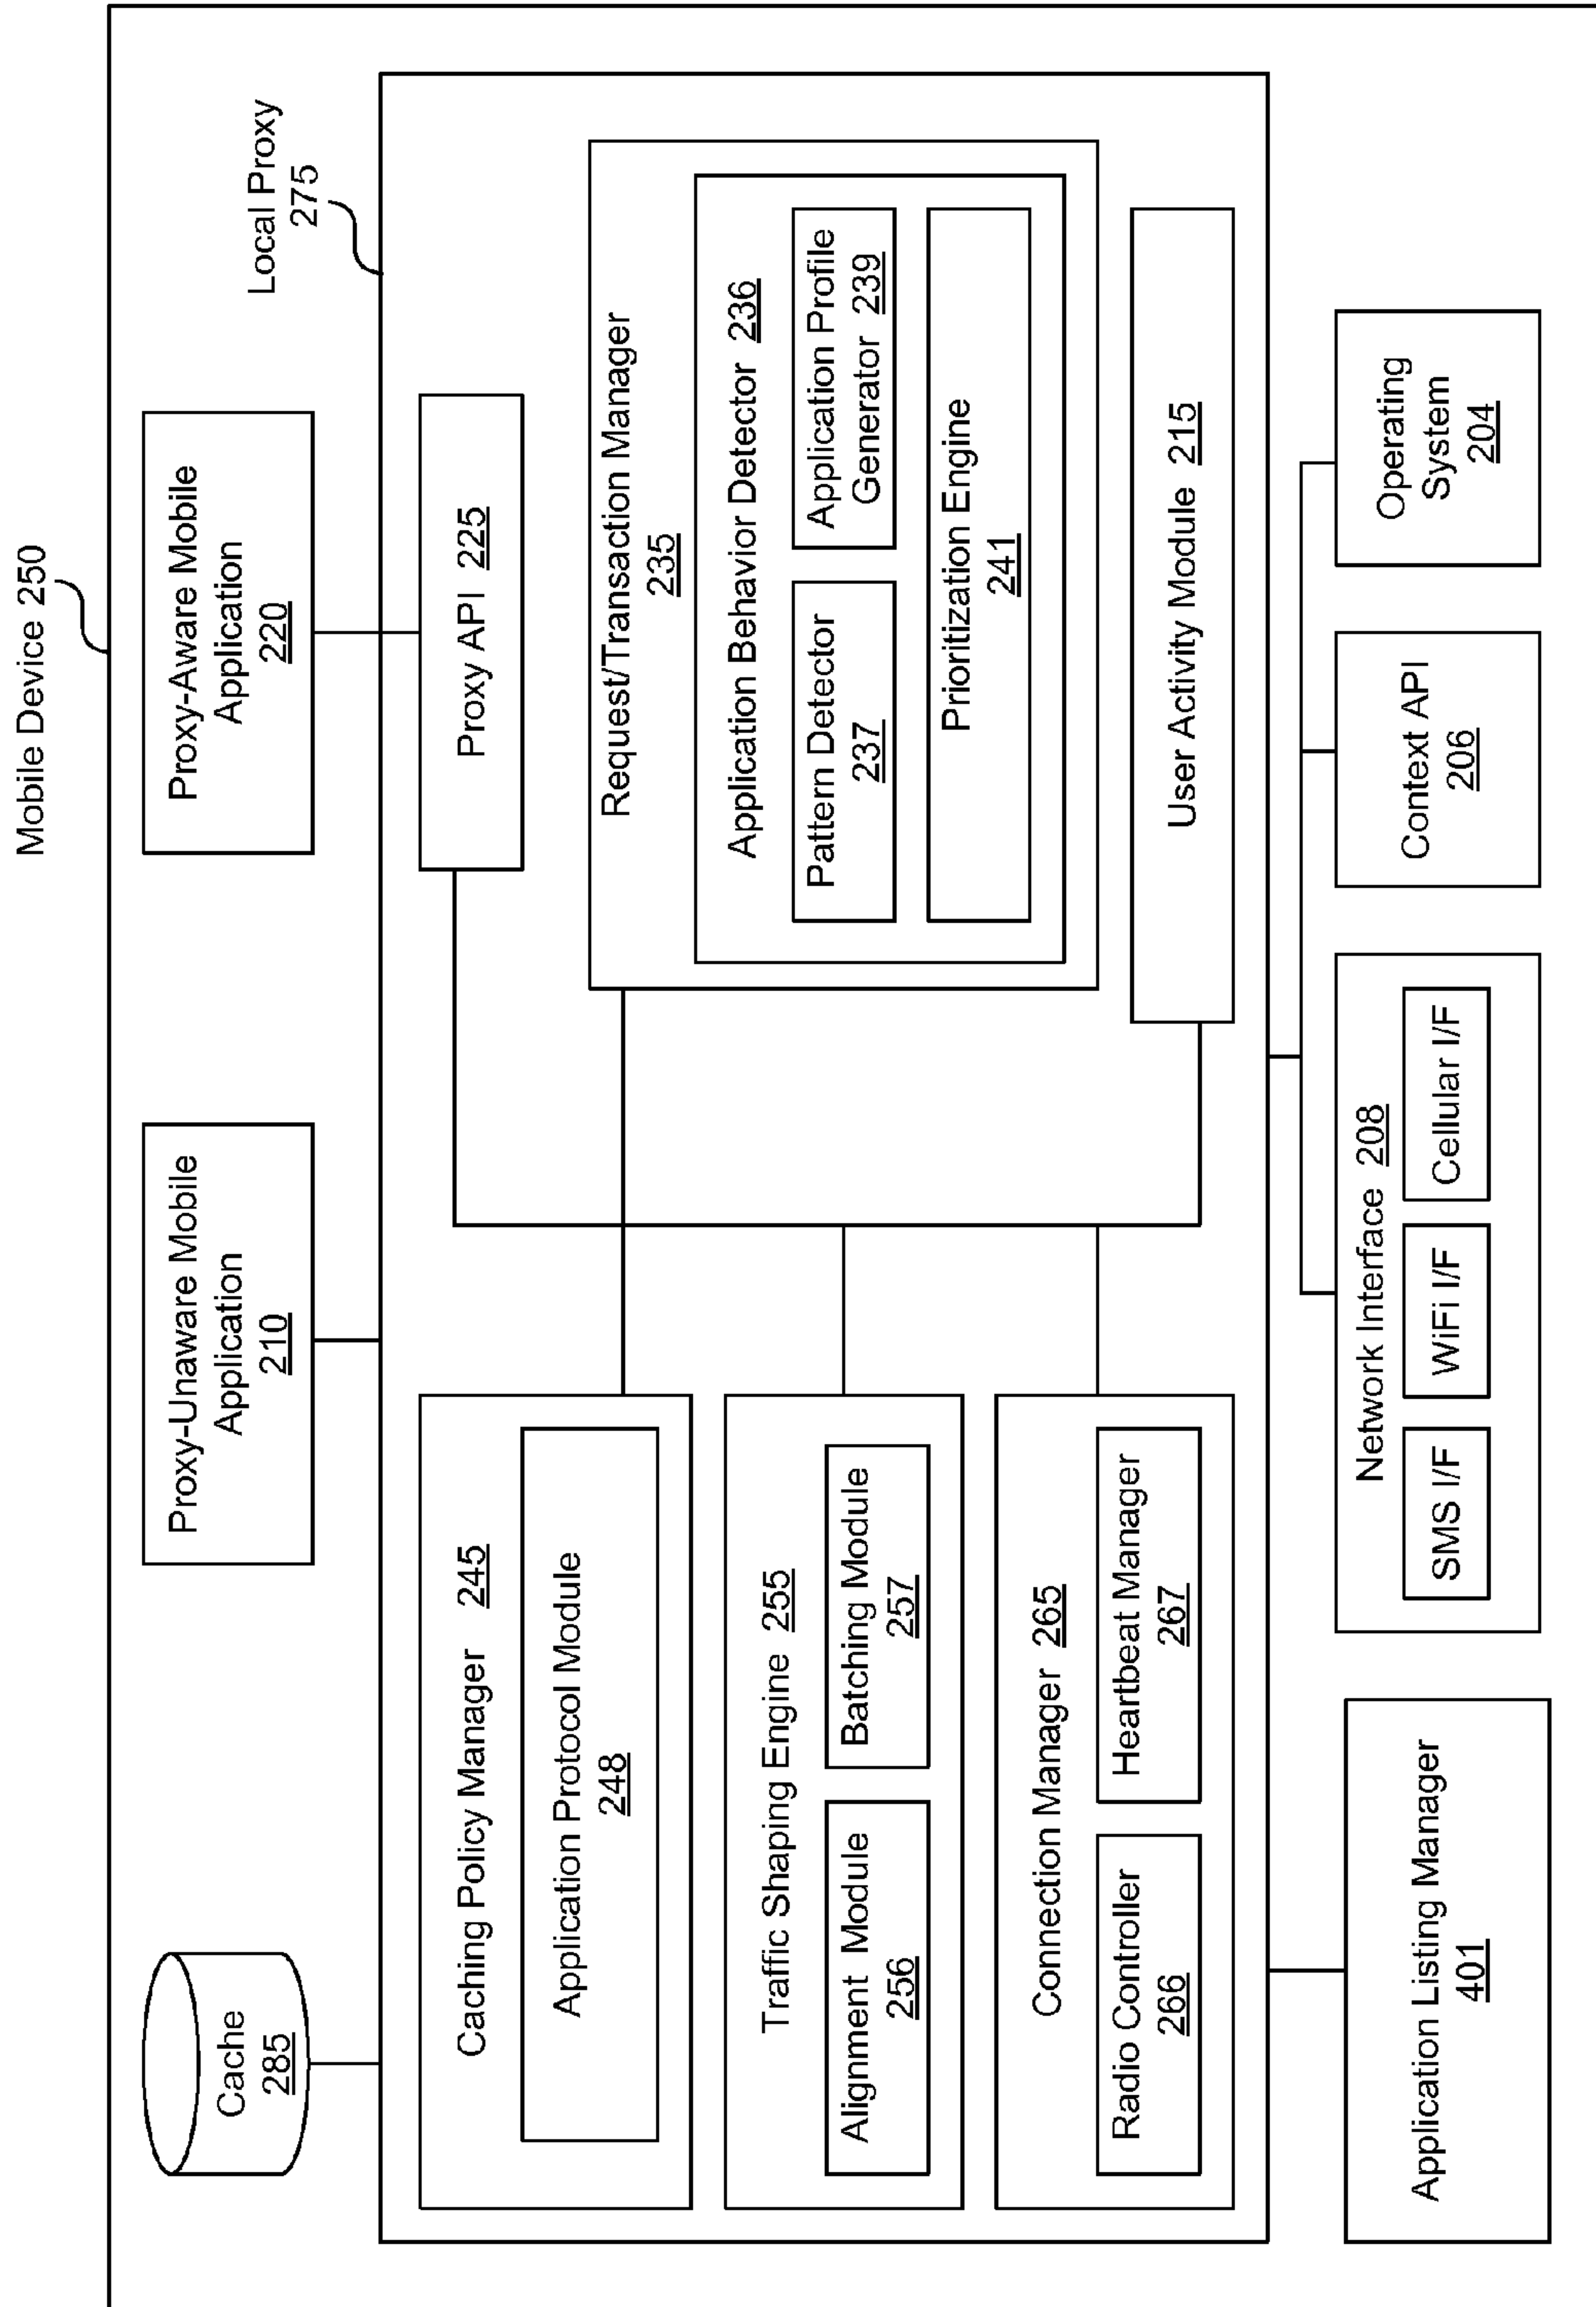 Mobile Device 250
Local Proxy
275
Cache
285
Proxy-Unaware Mobile
Application
210
Proxy-Aware Mobile
Application
220
Caching Policy Manager 245
Application Protocol Module
248
Traffic Shaping Engine 255
Alignment Module
256
Batching Module
257
Connection Manager 265
Radio Controller
266
Heartbeat Manager
267
Proxy API 225
Request/Transaction Manager
235
Application Behavior Detector 236
Pattern Detector
237
Application Profile
Generator 239
Prioritization Engine
241
User Activity Module 215
Application Listing Manager
401
Network Interface 208
SMS I/F
WiFi I/F
Cellular I/F
Context API
206
Operating
System
204